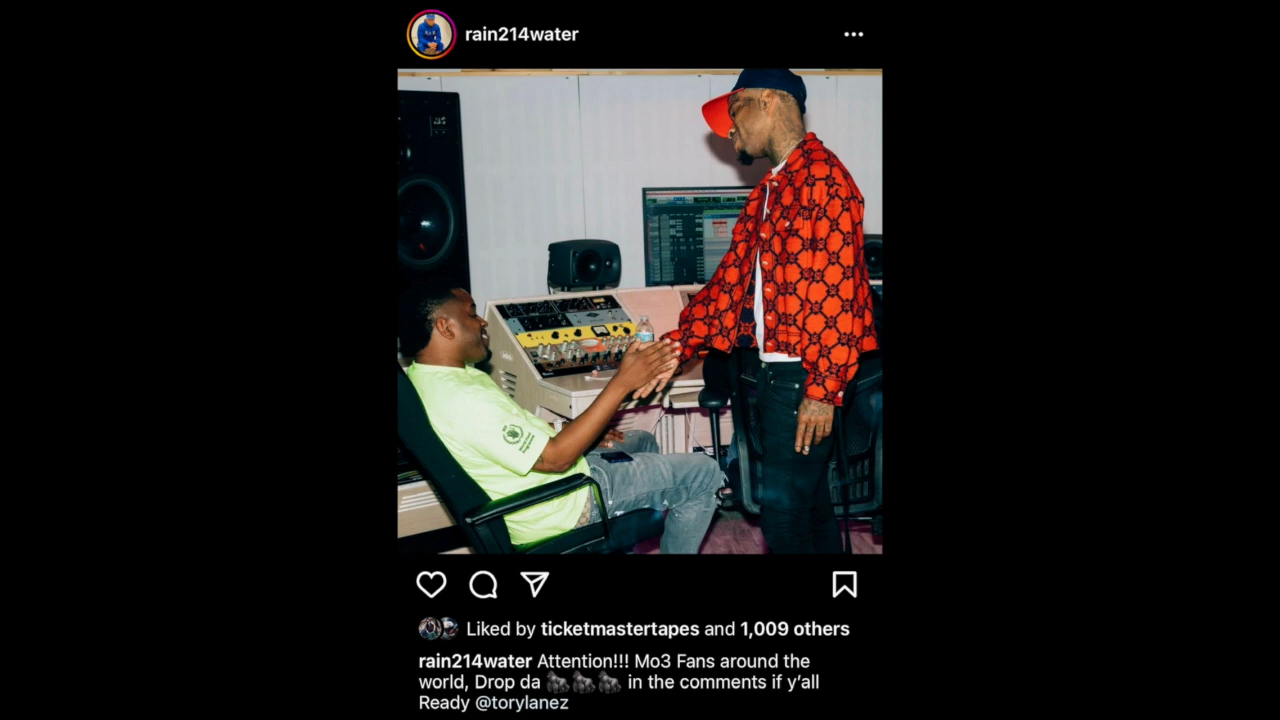 rain214water
Liked by ticketmastertapes and 1,009 others
rain214water Attention!!! Mo3 Fans around the
world, Drop da 🦍🦍🦍 in the comments if y'all
Ready @torylanez